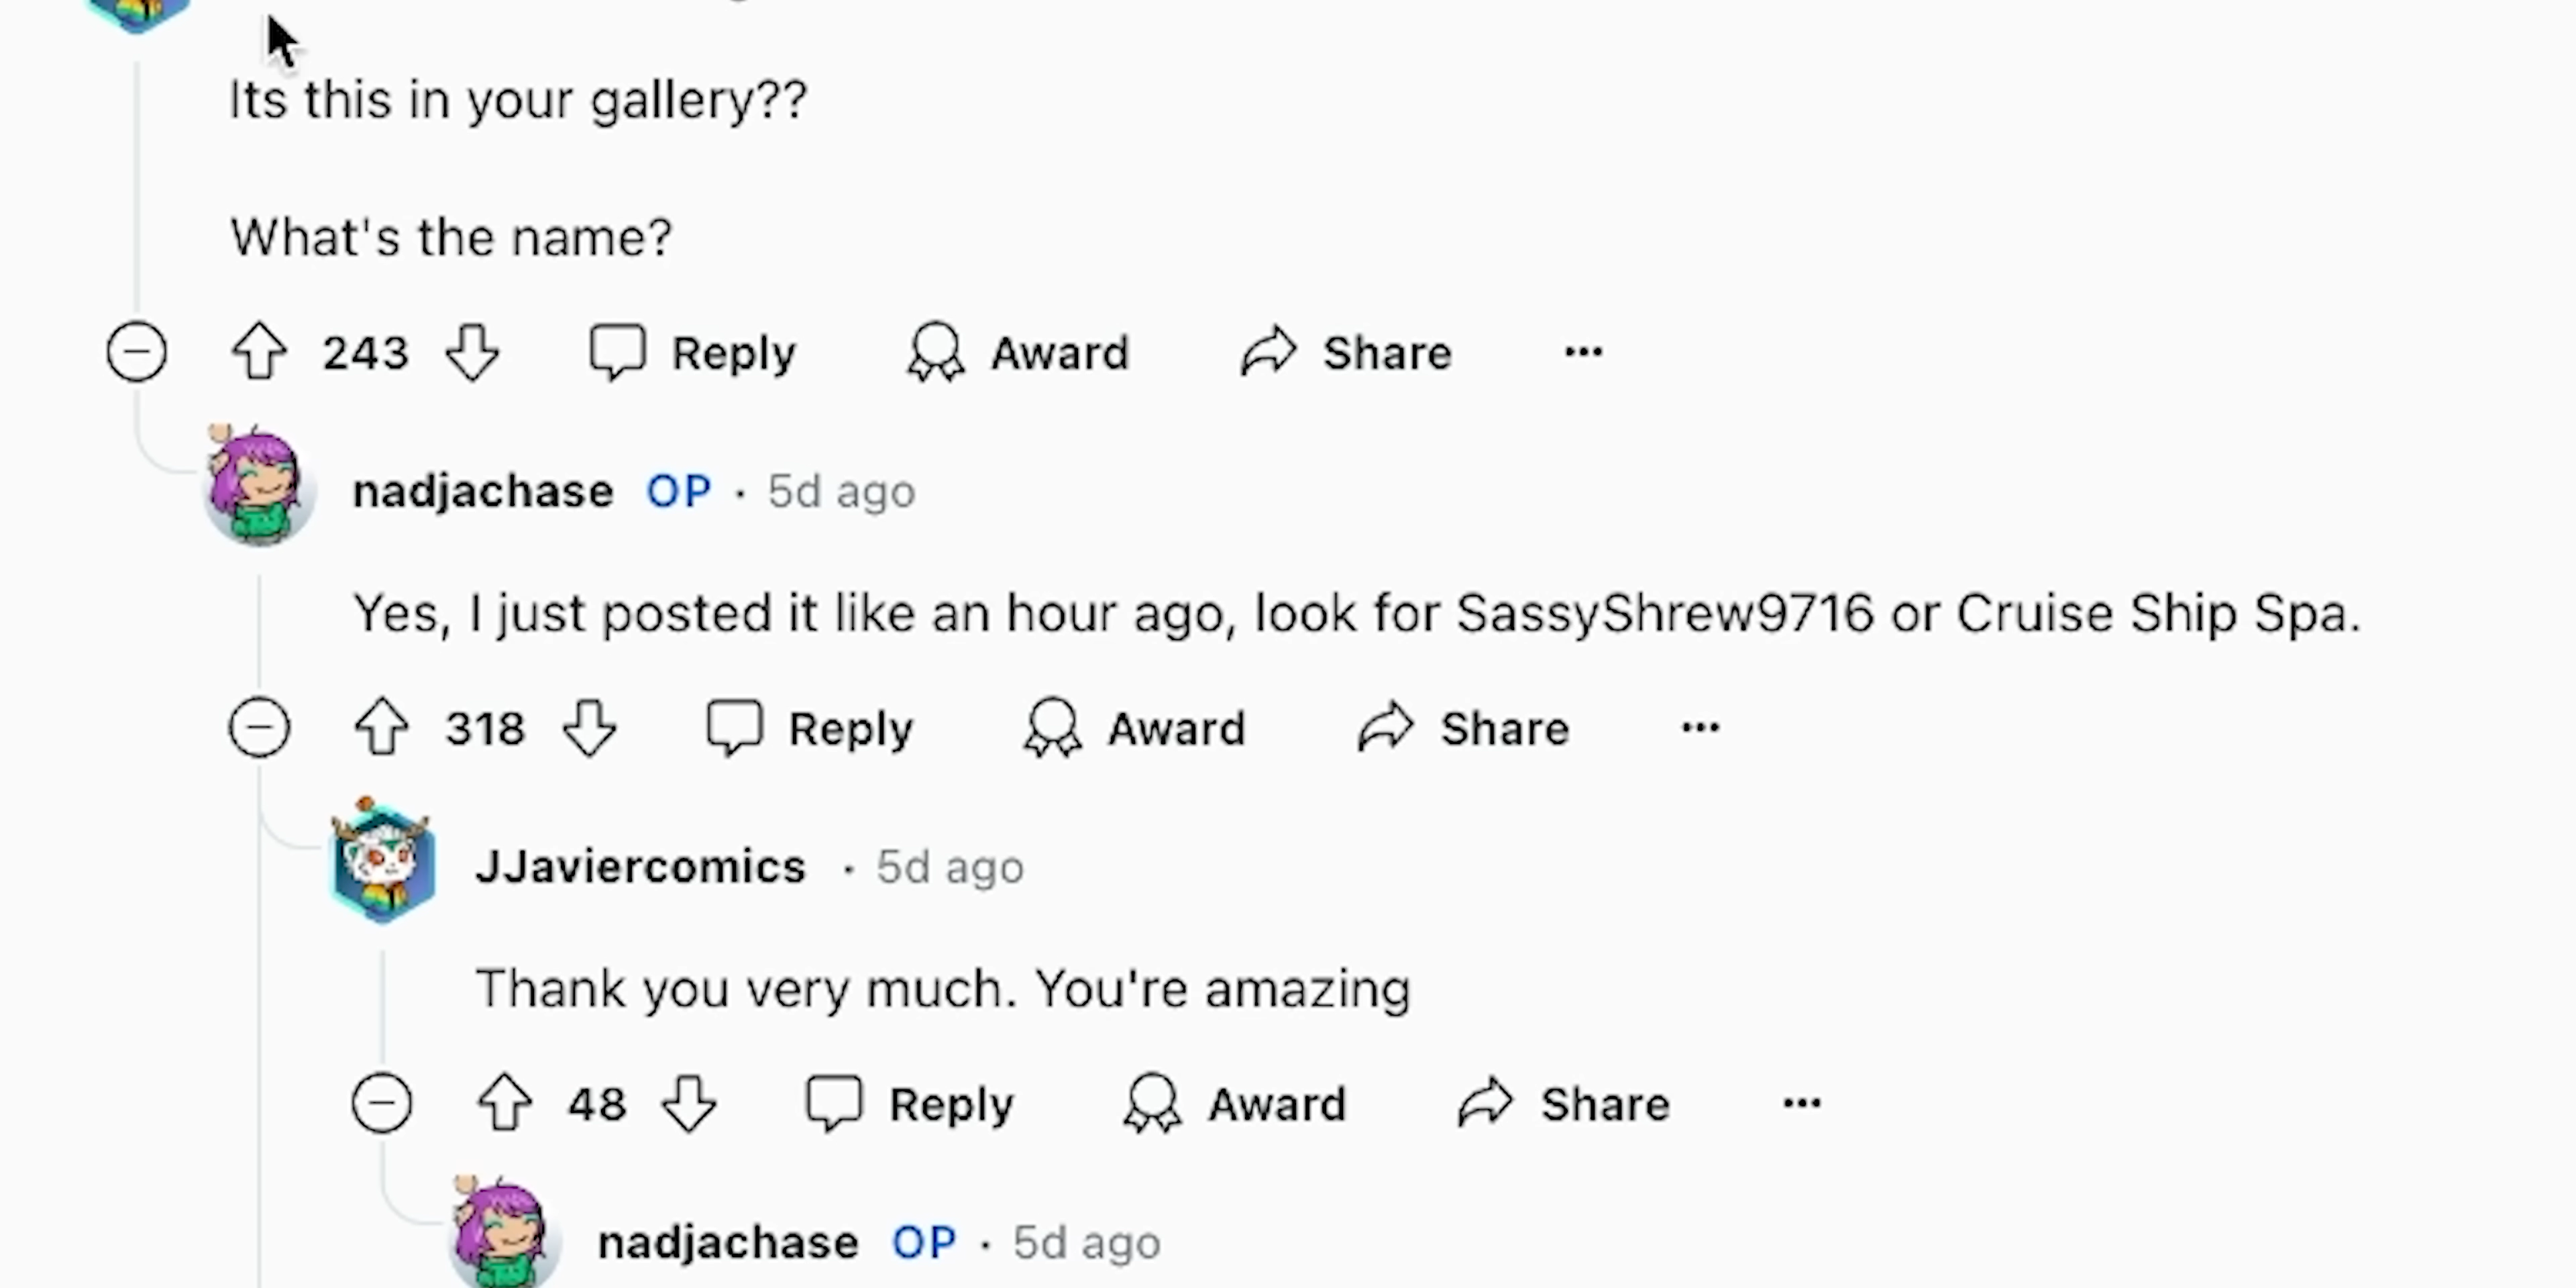 Its this in your gallery??
What's the name?
243 Reply Award Share ...
nadjachase OP · 5d ago
Yes, I just posted it like an hour ago, look for SassyShrew9716 or Cruise Ship Spa.
318 Reply Award Share ...
JJaviercomics · 5d ago
Thank you very much. You're amazing
48 Reply Award Share ...
nadjachase OP · 5d ago